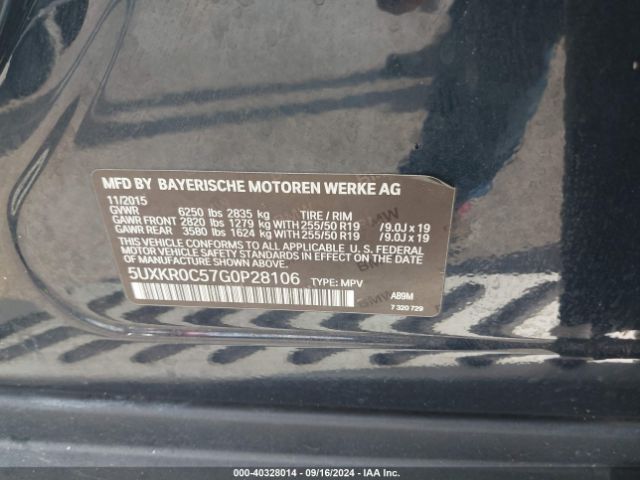 MFD BY BAYERISCHE MOTOREN WERKE AG
11/2015
GVWR 6250 lbs 2835 kg TIRE / RIM
GAWR FRONT 2820 lbs 1279 kg WITH 255/50 R19 /9.0J x 19
GAWR REAR 3580 lbs 1624 kg WITH 255/50 R19 /9.0J x 19
THIS VEHICLE CONFORMS TO ALL APPLICABLE U. S. FEDERAL
MOTOR VEHICLE SAFETY STANDARDS IN EFFECT ON THE DATE
OF MANUFACTURE SHOWN ABOVE.
5UXKR0C57G0P28106 TYPE: MPV
A89M
7 320 729
000-40328014 / 09/16/2024 / IAA, Inc.